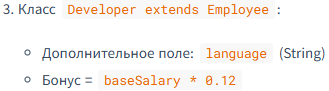 3. Класс Developer extends Employee :
◦ Дополнительное поле: language (String)
◦ Бонус = baseSalary * 0.12